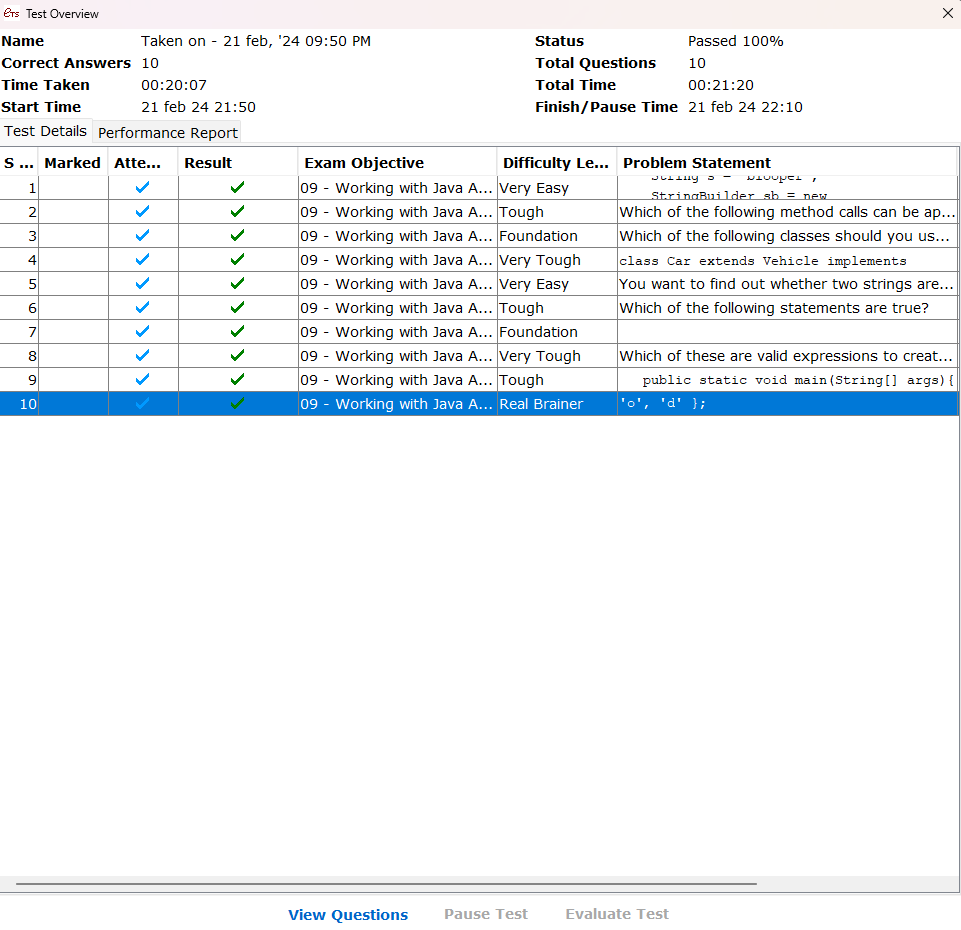 eTs Test Overview
Name Taken on - 21 feb, '24 09:50 PM Status Passed 100%
Correct Answers 10 Total Questions 10
Time Taken 00:20:07 Total Time 00:21:20
Start Time 21 feb 24 21:50 Finish/Pause Time 21 feb 24 22:10
Test Details Performance Report
S ... Marked Atte... Result Exam Objective Difficulty Le... Problem Statement
String s = "blooper";
1 09 - Working with Java A... Very Easy
StringBuilder sb = new
2 09 - Working with Java A... Tough Which of the following method calls can be ap...
3 09 - Working with Java A... Foundation Which of the following classes should you us...
4 09 - Working with Java A... Very Tough class Car extends Vehicle implements
5 09 - Working with Java A... Very Easy You want to find out whether two strings are...
6 09 - Working with Java A... Tough Which of the following statements are true?
7 09 - Working with Java A... Foundation
8 09 - Working with Java A... Very Tough Which of these are valid expressions to creat...
9 09 - Working with Java A... Tough public static void main(String[] args){
10 09 - Working with Java A... Real Brainer 'o', 'd' };
View Questions Pause Test Evaluate Test